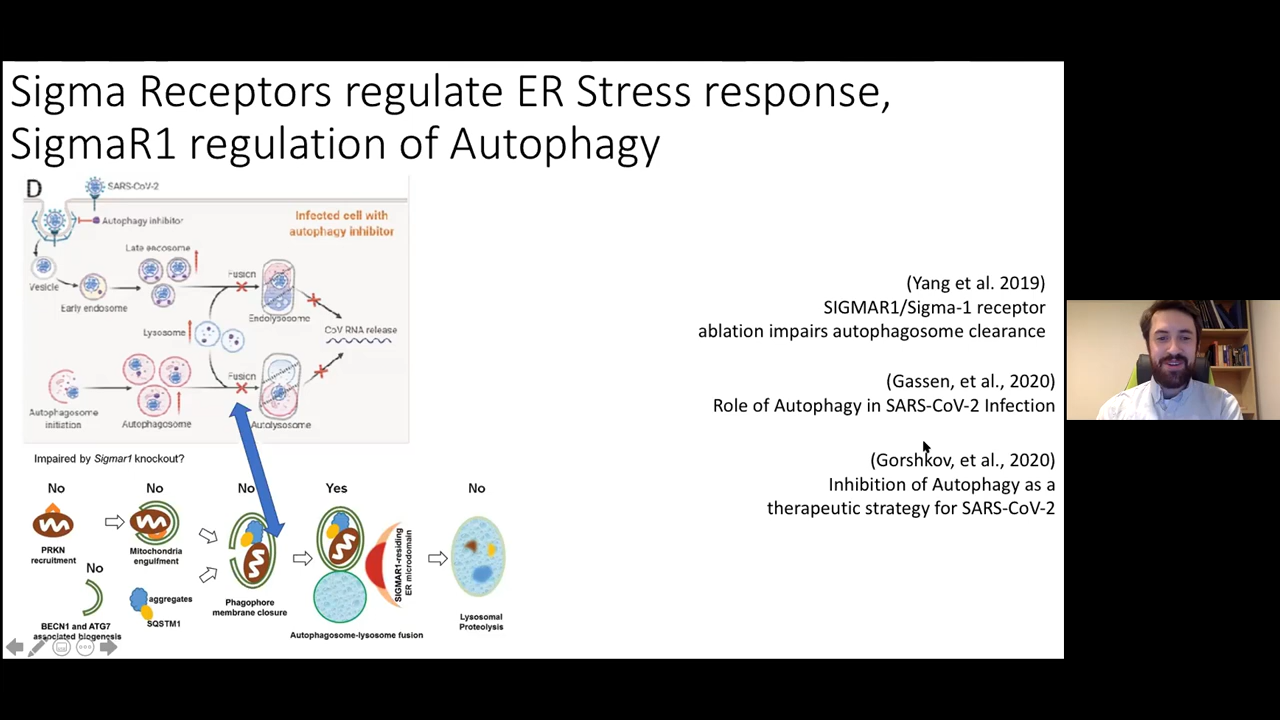 Sigma Receptors regulate ER Stress response,
SigmaR1 regulation of Autophagy
D
SARS-CoV-2
Autophagy inhibitor
Infected cell with
autophagy inhibitor
Late endosome
Fusion
Vesicle
Early endosome
Endolysosome
Lysosome
CoV RNA release
Fusion
Autophagosome
initiation
Autophagosome
Autolysosome
(Yang et al. 2019)
SIGMAR1/Sigma-1 receptor
ablation impairs autophagosome clearance
(Gassen, et al., 2020)
Role of Autophagy in SARS-CoV-2 Infection
(Gorshkov, et al., 2020)
Inhibition of Autophagy as a
therapeutic strategy for SARS-CoV-2
Impaired by Sigmar1 knockout?
No
No
No
Yes
No
PRKN
recruitment
Mitochondria
engulfment
No
aggregates
SQSTM1
BECN1 and ATG7
associated biogenesis
Phagophore
membrane closure
SIGMAR1-residing
ER microdomain
Autophagosome-lysosome fusion
Lysosomal
Proteolysis